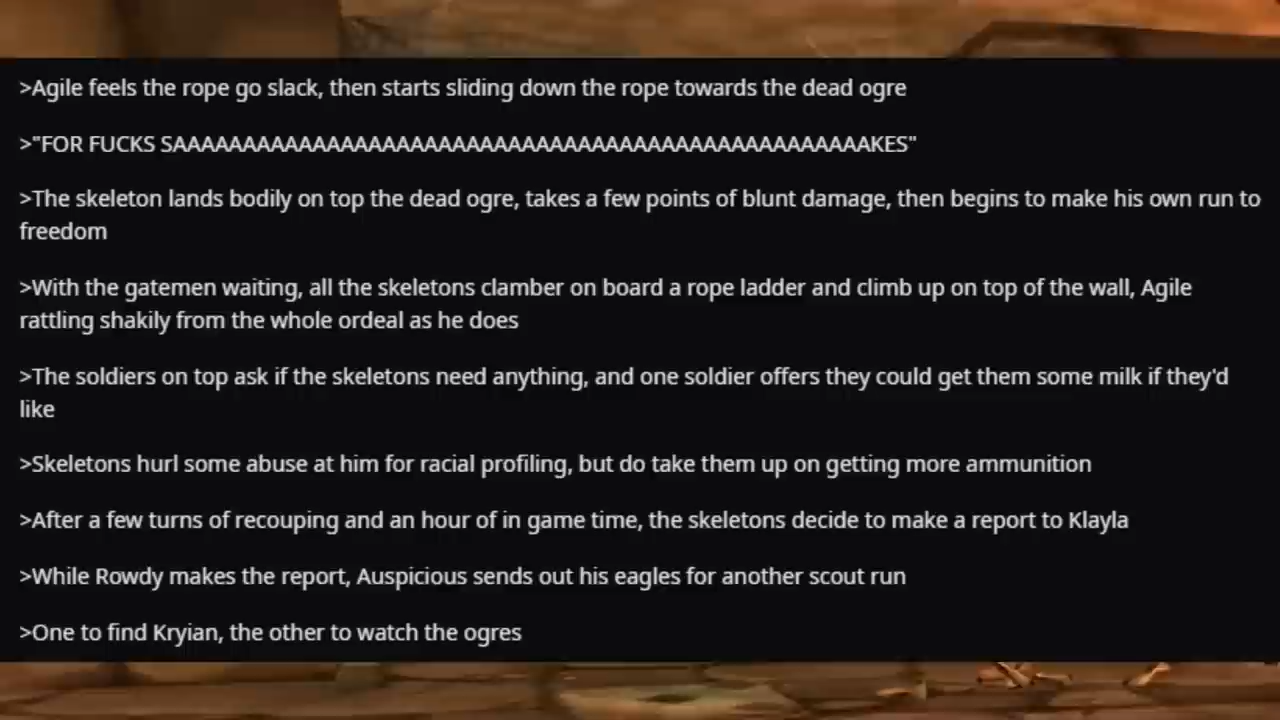 >Agile feels the rope go slack, then starts sliding down the rope towards the dead ogre
>"FOR FUCKS SAAAAAAAAAAAAAAAAAAAAAAAAAAAAAAAAAAAAAAAAAAAAAAAAAAKES"
>The skeleton lands bodily on top the dead ogre, takes a few points of blunt damage, then begins to make his own run to
freedom
>With the gatemen waiting, all the skeletons clamber on board a rope ladder and climb up on top of the wall, Agile
rattling shakily from the whole ordeal as he does
>The soldiers on top ask if the skeletons need anything, and one soldier offers they could get them some milk if they'd
like
>Skeletons hurl some abuse at him for racial profiling, but do take them up on getting more ammunition
>After a few turns of recouping and an hour of in game time, the skeletons decide to make a report to Klayla
>While Rowdy makes the report, Auspicious sends out his eagles for another scout run
>One to find Kryian, the other to watch the ogres